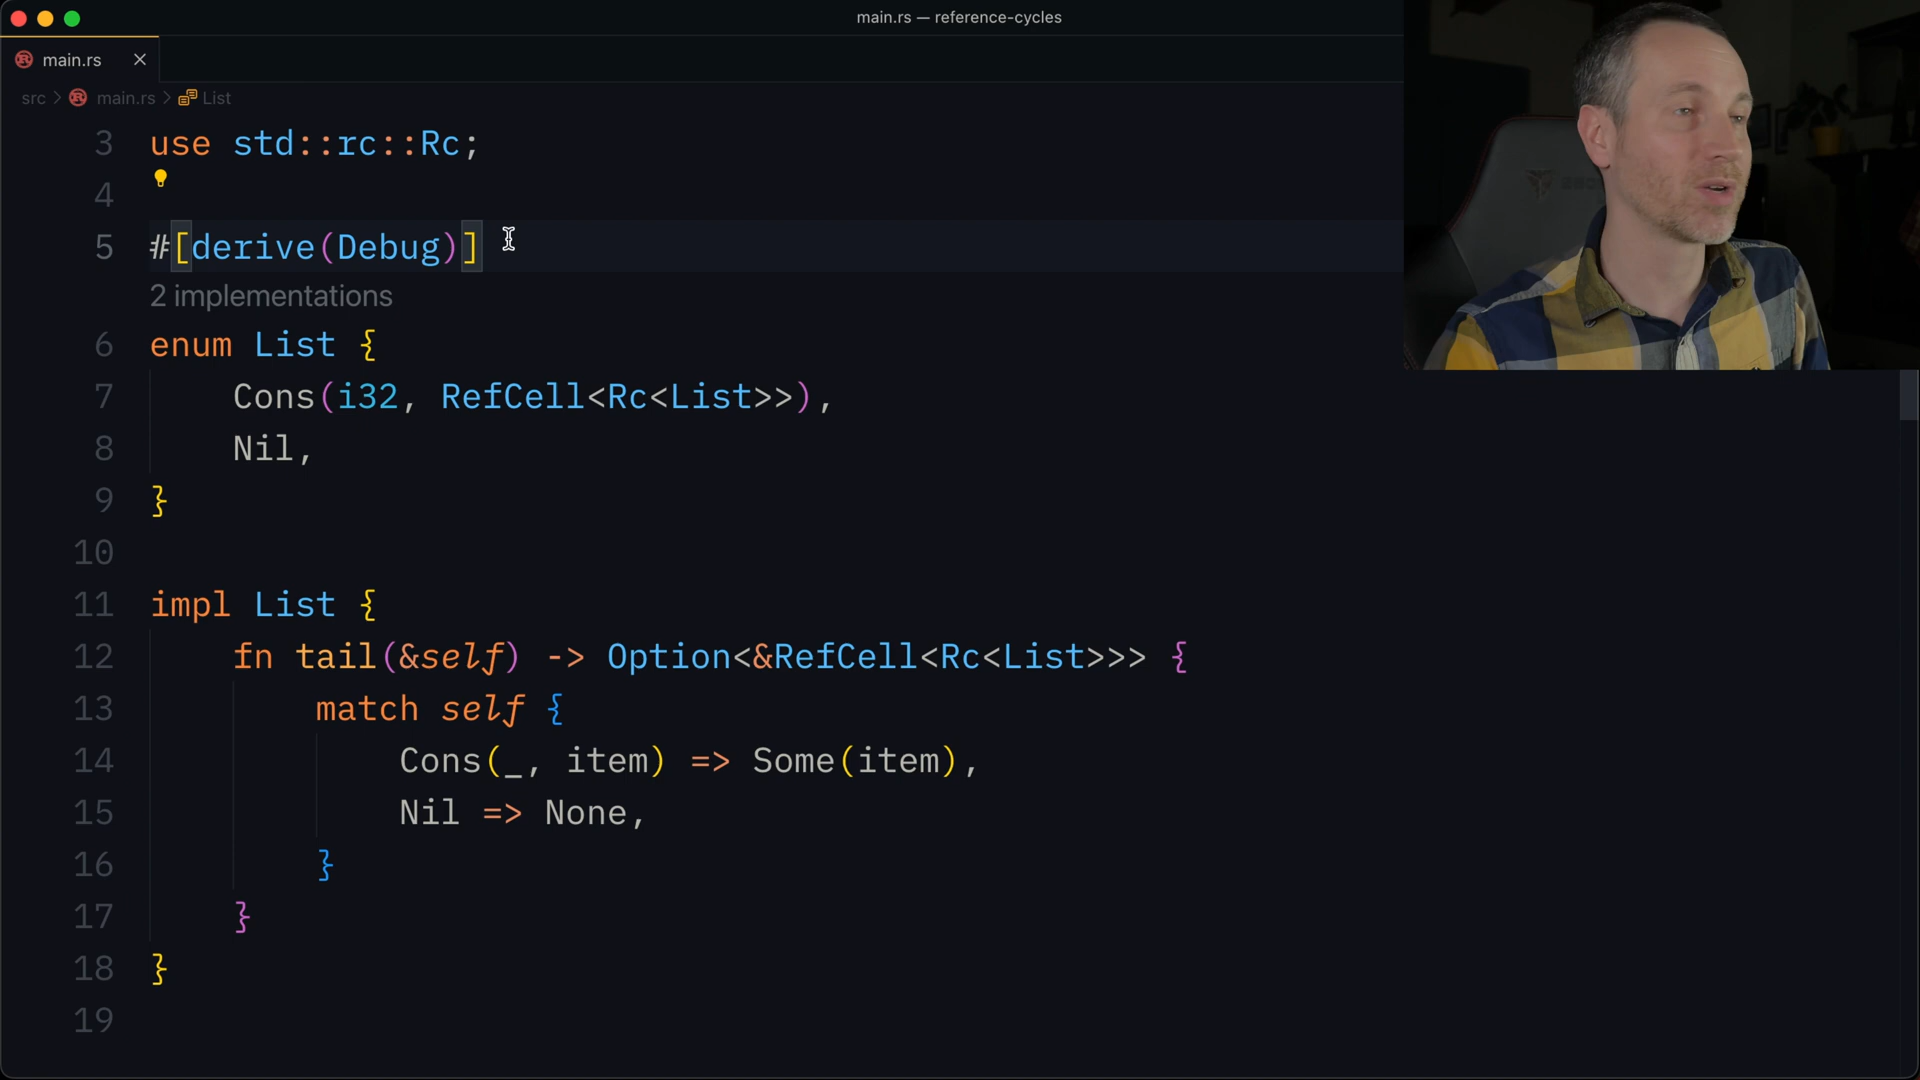 main.rs — reference-cycles
main.rs
src > main.rs > List
3 use std::rc::Rc;
4
5 #[derive(Debug)]
2 implementations
6 enum List {
7 Cons(i32, RefCell<Rc<List>>),
8 Nil,
9 }
10
11 impl List {
12 fn tail(&self) -> Option<&RefCell<Rc<List>>> {
13 match self {
14 Cons(_, item) => Some(item),
15 Nil => None,
16 }
17 }
18 }
19